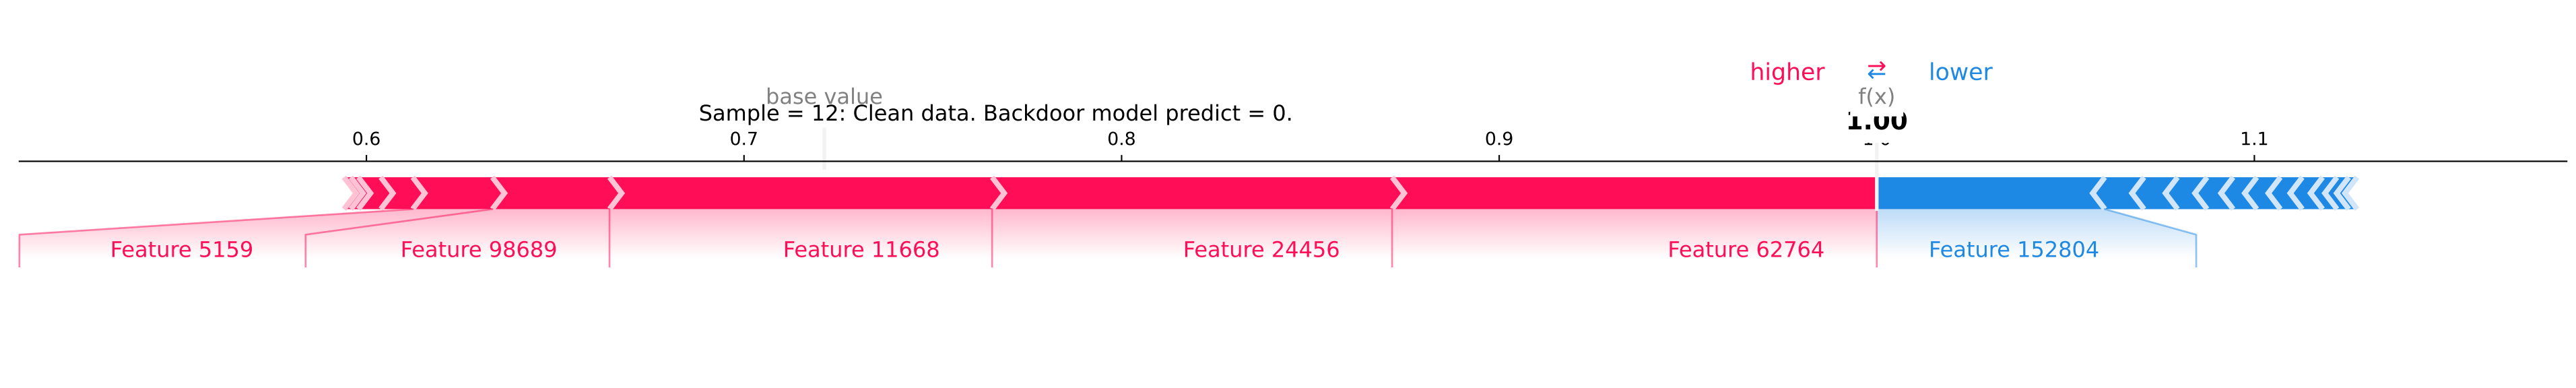 higher ⇄ lower
base value f(x)
Sample = 12: Clean data. Backdoor model predict = 0. 1.00
0.6 0.7 0.8 0.9 1.1
Feature 5159 Feature 98689 Feature 11668 Feature 24456 Feature 62764 Feature 152804